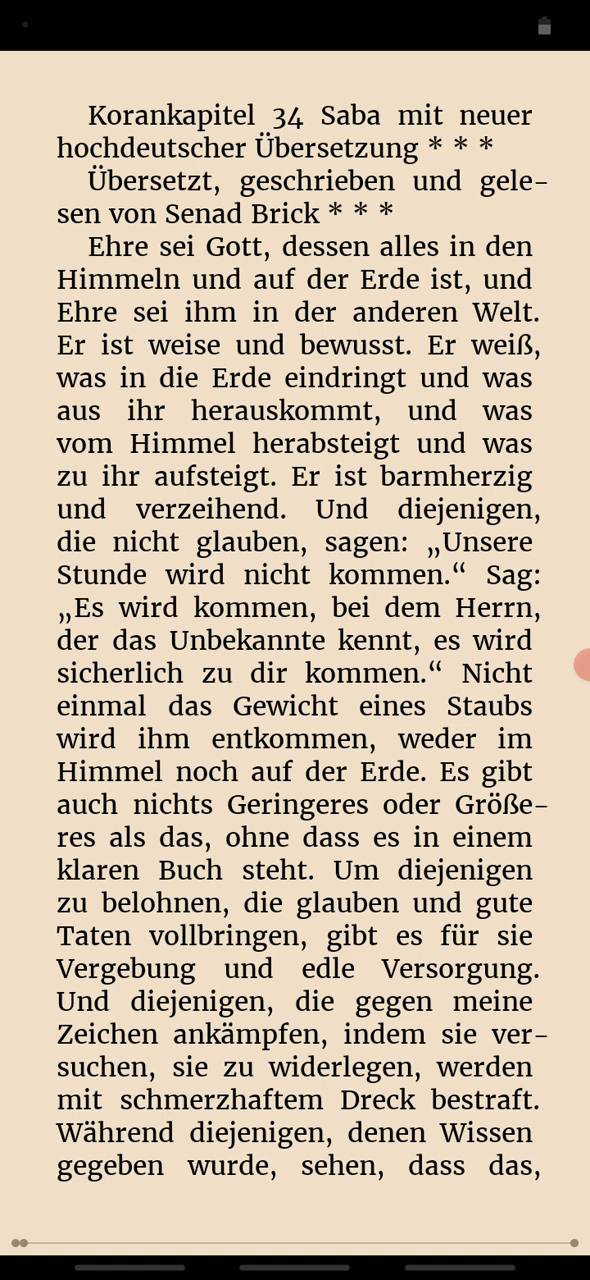 Korankapitel 34 Saba mit neuer
hochdeutscher Übersetzung * * *
Übersetzt, geschrieben und gele-
sen von Senad Brick * * *
Ehre sei Gott, dessen alles in den
Himmeln und auf der Erde ist, und
Ehre sei ihm in der anderen Welt.
Er ist weise und bewusst. Er weiß,
was in die Erde eindringt und was
aus ihr herauskommt, und was
vom Himmel herabsteigt und was
zu ihr aufsteigt. Er ist barmherzig
und verzeihend. Und diejenigen,
die nicht glauben, sagen: „Unsere
Stunde wird nicht kommen.“ Sag:
„Es wird kommen, bei dem Herrn,
der das Unbekannte kennt, es wird
sicherlich zu dir kommen.“ Nicht
einmal das Gewicht eines Staubs
wird ihm entkommen, weder im
Himmel noch auf der Erde. Es gibt
auch nichts Geringeres oder Größe-
res als das, ohne dass es in einem
klaren Buch steht. Um diejenigen
zu belohnen, die glauben und gute
Taten vollbringen, gibt es für sie
Vergebung und edle Versorgung.
Und diejenigen, die gegen meine
Zeichen ankämpfen, indem sie ver-
suchen, sie zu widerlegen, werden
mit schmerzhaftem Dreck bestraft.
Während diejenigen, denen Wissen
gegeben wurde, sehen, dass das,